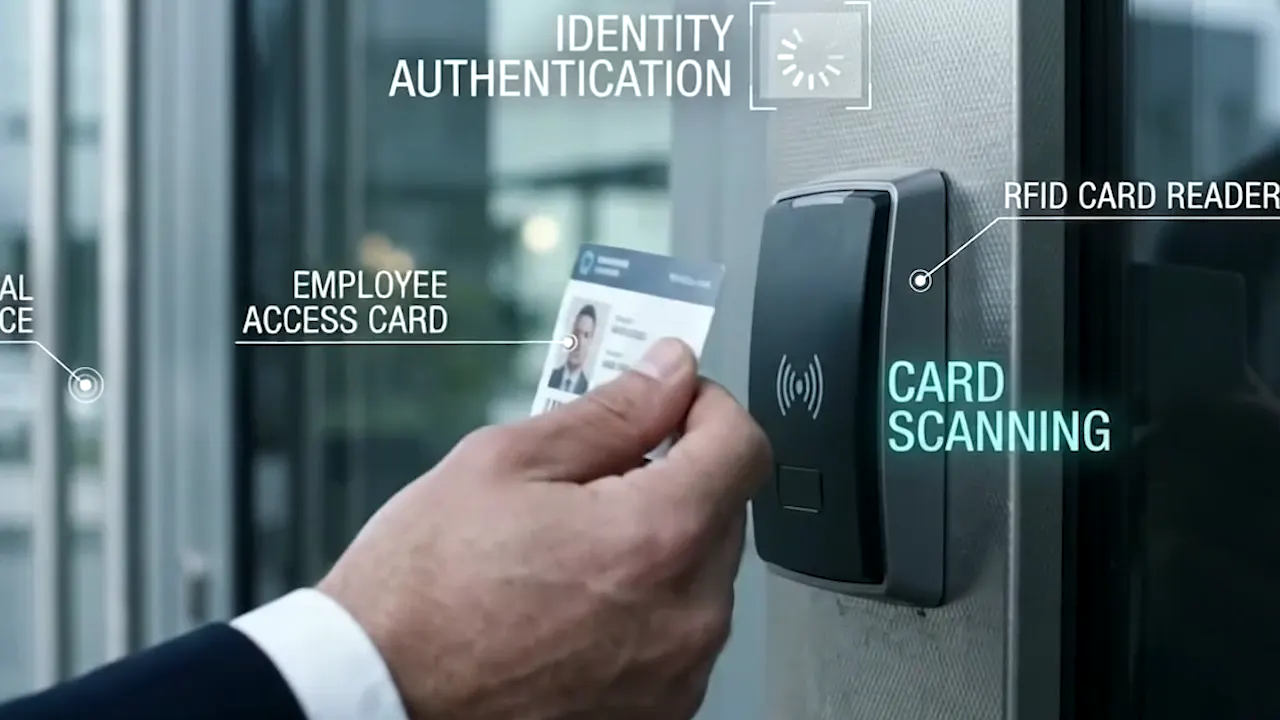 IDENTITY
AUTHENTICATION
RFID CARD READER
AL
CE
EMPLOYEE
ACCESS CARD
CARD
SCANNING